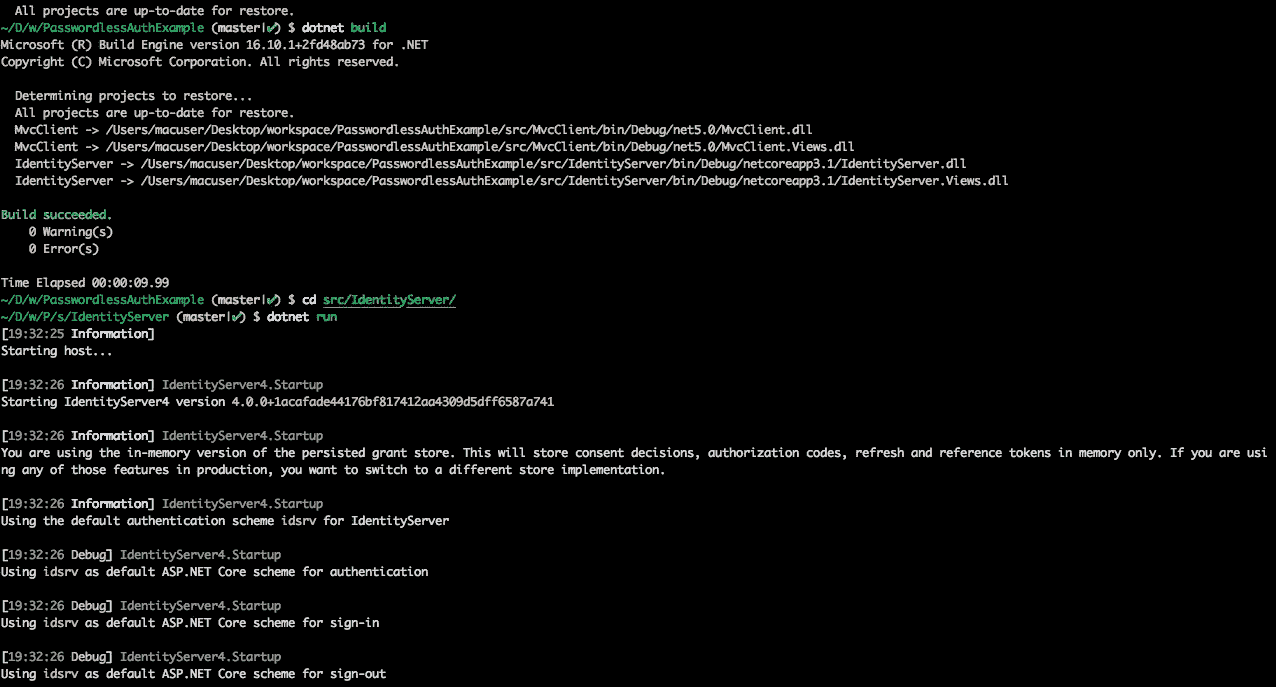 All projects are up-to-date for restore.
~/D/w/PasswordlessAuthExample (master|✔) $ dotnet build
Microsoft (R) Build Engine version 16.10.1+2fd48ab73 for .NET
Copyright (C) Microsoft Corporation. All rights reserved.
Determining projects to restore...
All projects are up-to-date for restore.
MvcClient -> /Users/macuser/Desktop/workspace/PasswordlessAuthExample/src/MvcClient/bin/Debug/net5.0/MvcClient.dll
MvcClient -> /Users/macuser/Desktop/workspace/PasswordlessAuthExample/src/MvcClient/bin/Debug/net5.0/MvcClient.Views.dll
IdentityServer -> /Users/macuser/Desktop/workspace/PasswordlessAuthExample/src/IdentityServer/bin/Debug/netcoreapp3.1/IdentityServer.dll
IdentityServer -> /Users/macuser/Desktop/workspace/PasswordlessAuthExample/src/IdentityServer/bin/Debug/netcoreapp3.1/IdentityServer.Views.dll
Build succeeded.
0 Warning(s)
0 Error(s)
Time Elapsed 00:00:09.99
~/D/w/PasswordlessAuthExample (master|✔) $ cd src/IdentityServer/
~/D/w/P/s/IdentityServer (master|✔) $ dotnet run
[19:32:25 Information]
Starting host...
[19:32:26 Information] IdentityServer4.Startup
Starting IdentityServer4 version 4.0.0+1acafade44176bf817412aa4309d5dff6587a741
[19:32:26 Information] IdentityServer4.Startup
You are using the in-memory version of the persisted grant store. This will store consent decisions, authorization codes, refresh and reference tokens in memory only. If you are usi
ng any of those features in production, you want to switch to a different store implementation.
[19:32:26 Information] IdentityServer4.Startup
Using the default authentication scheme idsrv for IdentityServer
[19:32:26 Debug] IdentityServer4.Startup
Using idsrv as default ASP.NET Core scheme for authentication
[19:32:26 Debug] IdentityServer4.Startup
Using idsrv as default ASP.NET Core scheme for sign-in
[19:32:26 Debug] IdentityServer4.Startup
Using idsrv as default ASP.NET Core scheme for sign-out